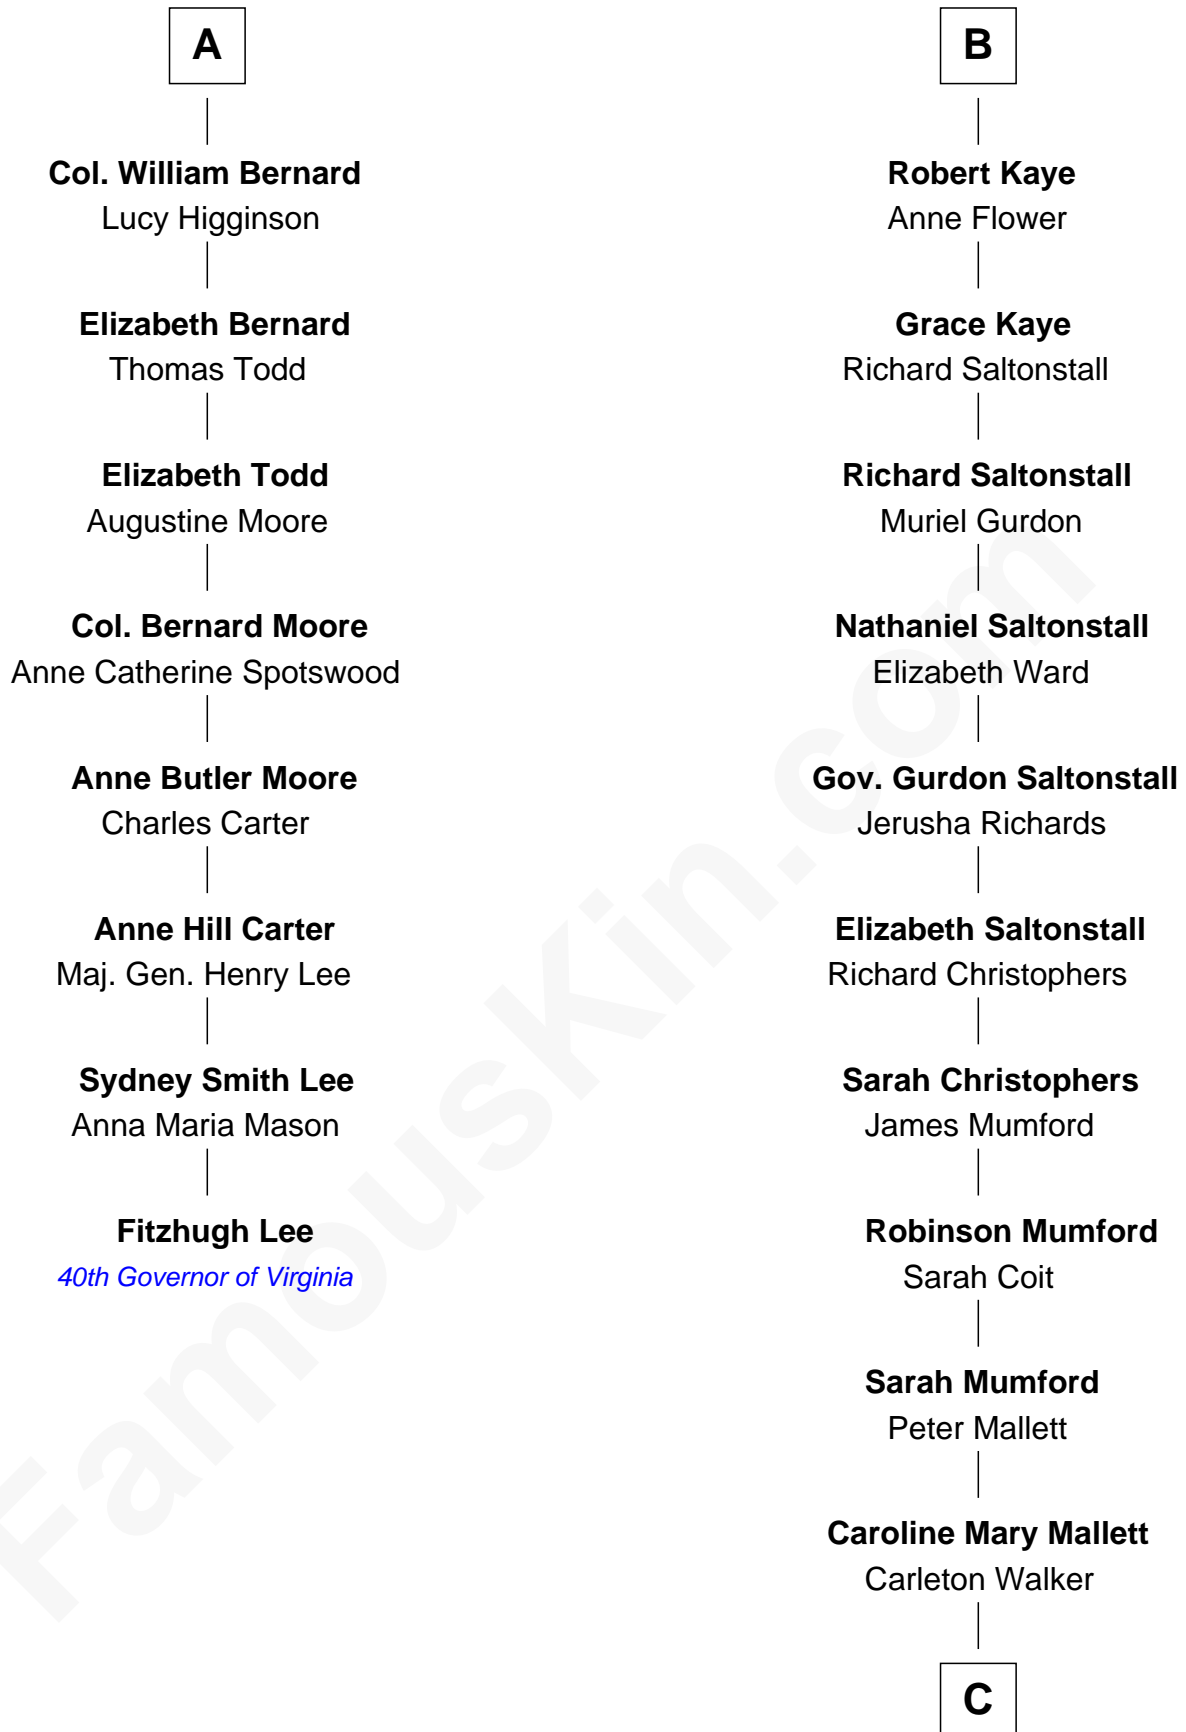 A
Col. William Bernard
Lucy Higginson
Elizabeth Bernard
Thomas Todd
Elizabeth Todd
Augustine Moore
Col. Bernard Moore
Anne Catherine Spotswood
Anne Butler Moore
Charles Carter
Anne Hill Carter
Maj. Gen. Henry Lee
Sydney Smith Lee
Anna Maria Mason
Fitzhugh Lee
40th Governor of Virginia
B
Robert Kaye
Anne Flower
Grace Kaye
Richard Saltonstall
Richard Saltonstall
Muriel Gurdon
Nathaniel Saltonstall
Elizabeth Ward
Gov. Gurdon Saltonstall
Jerusha Richards
Elizabeth Saltonstall
Richard Christophers
Sarah Christophers
James Mumford
Robinson Mumford
Sarah Coit
Sarah Mumford
Peter Mallett
Caroline Mary Mallett
Carleton Walker
C
FamousKin.com